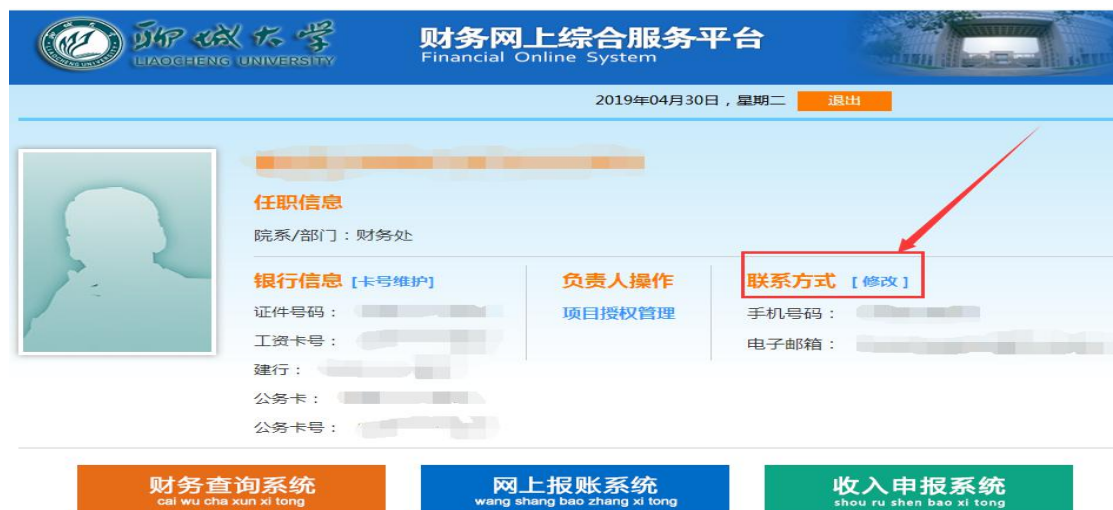 聊城大学
LIAOCHENG UNIVERSITY
财务网上综合服务平台
Financial Online System
2019年04月30日，星期二
退出
任职信息
院系/部门：财务处
银行信息 [卡号维护]
证件号码：
工资卡号：
建行：
公务卡：
公务卡号：
负责人操作
项目授权管理
联系方式 [修改]
手机号码：
电子邮箱：
财务查询系统
cai wu cha xun xi tong
网上报账系统
wang shang bao zhang xi tong
收入申报系统
shou ru shen bao xi tong